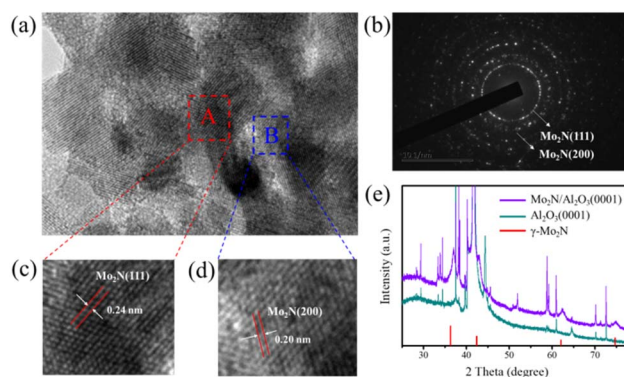 (a)
A
B
(b)
Mo₂N(111)
Mo₂N(200)
(c)
Mo₂N(111)
0.24 nm
(d)
Mo₂N(200)
0.20 nm
(e)
Mo₂N/Al₂O₃(0001)
Al₂O₃(0001)
γ-Mo₂N
Intensity (a.u.)
30 40 50 60 70
2 Theta (degree)